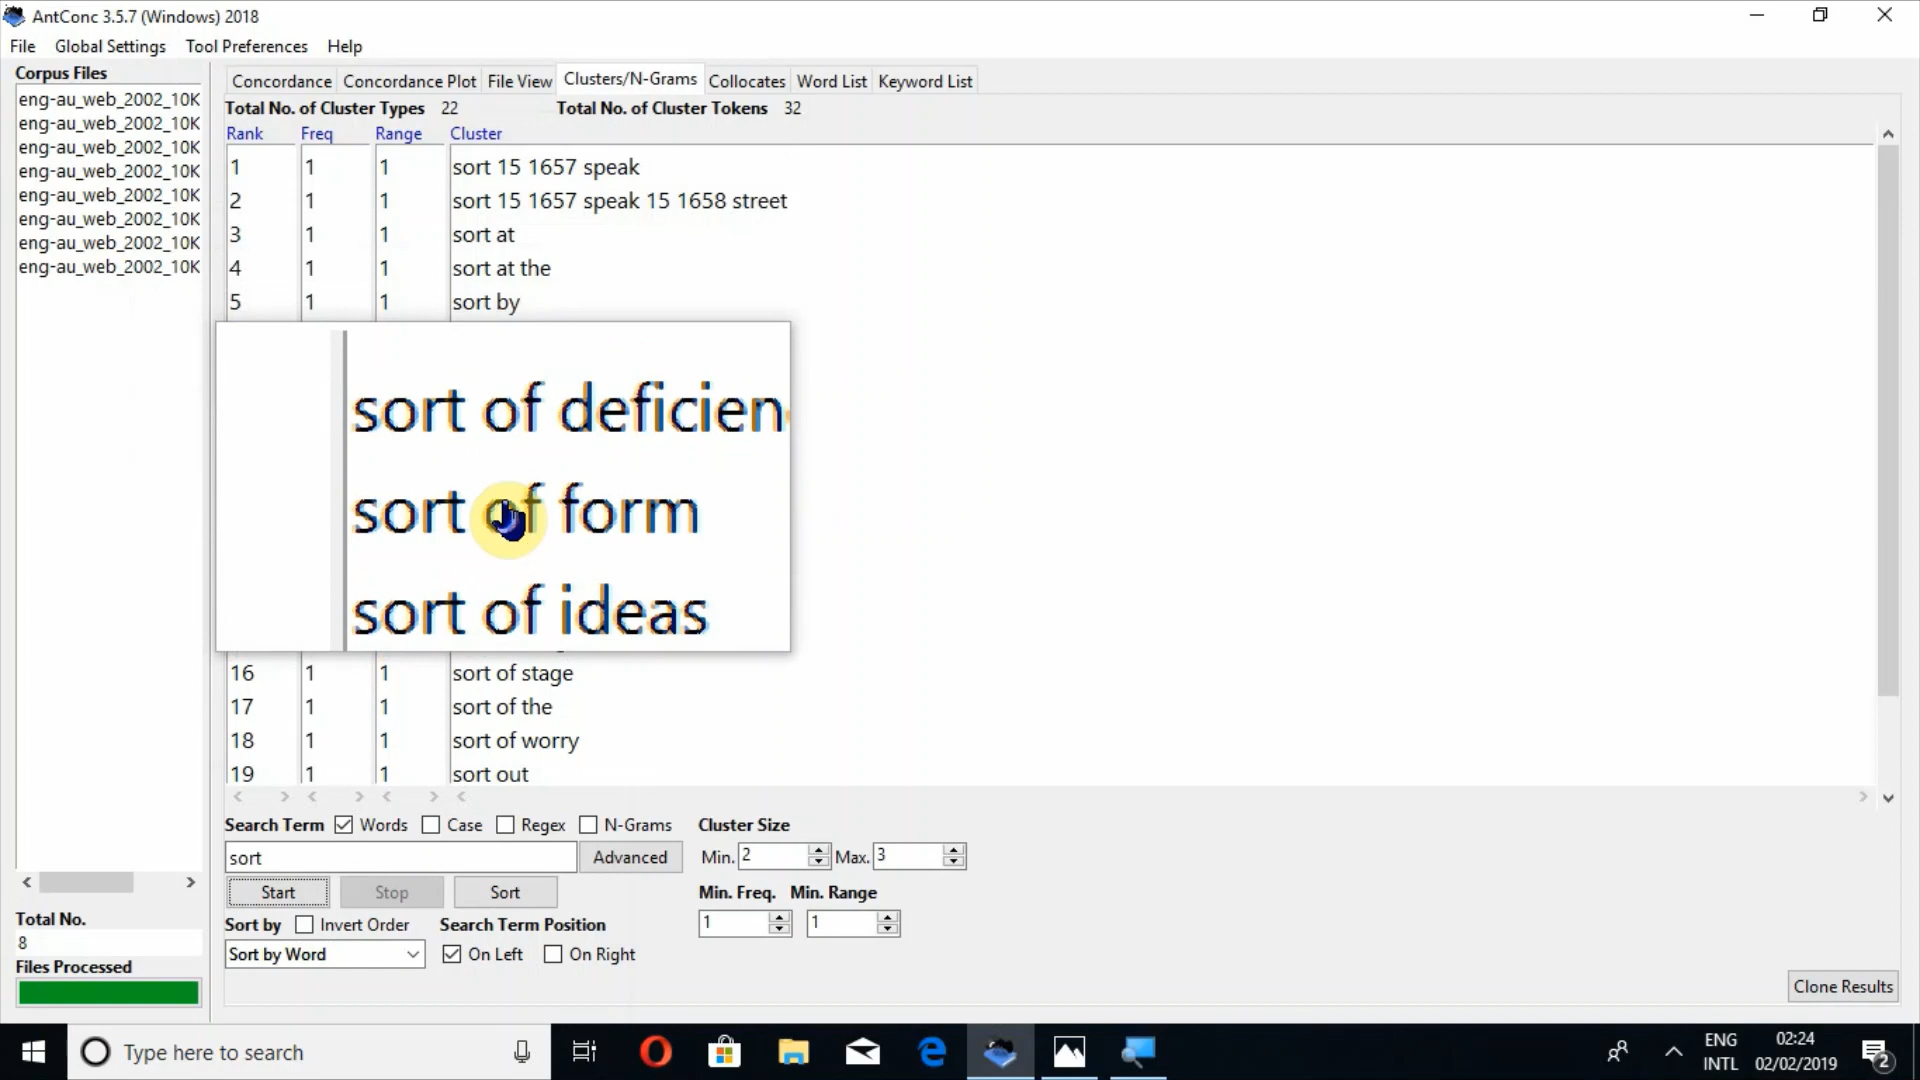 AntConc 3.5.7 (Windows) 2018
File Global Settings Tool Preferences Help
Corpus Files
eng-au_web_2002_10K
eng-au_web_2002_10K
eng-au_web_2002_10K
eng-au_web_2002_10K
eng-au_web_2002_10K
eng-au_web_2002_10K
eng-au_web_2002_10K
eng-au_web_2002_10K
Total No.
8
Files Processed
Concordance Concordance Plot File View Clusters/N-Grams Collocates Word List Keyword List
Total No. of Cluster Types 22 Total No. of Cluster Tokens 32
Rank Freq Range Cluster
1 1 1 sort 15 1657 speak
2 1 1 sort 15 1657 speak 15 1658 street
3 1 1 sort at
4 1 1 sort at the
5 1 1 sort by
sort of deficien
sort of form
sort of ideas
16 1 1 sort of stage
17 1 1 sort of the
18 1 1 sort of worry
19 1 1 sort out
Search Term Words Case Regex N-Grams Cluster Size
sort Advanced Min. 2 Max. 3
Start Stop Sort Min. Freq. Min. Range
Sort by Invert Order Search Term Position 1 1
Sort by Word On Left On Right
Clone Results
Type here to search
ENG 02:24
INTL 02/02/2019 2